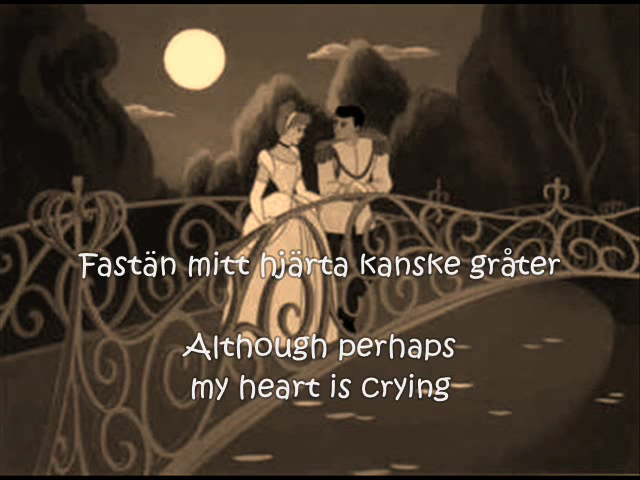 Fastän mitt hjärta kanske gråter
Although perhaps
my heart is crying